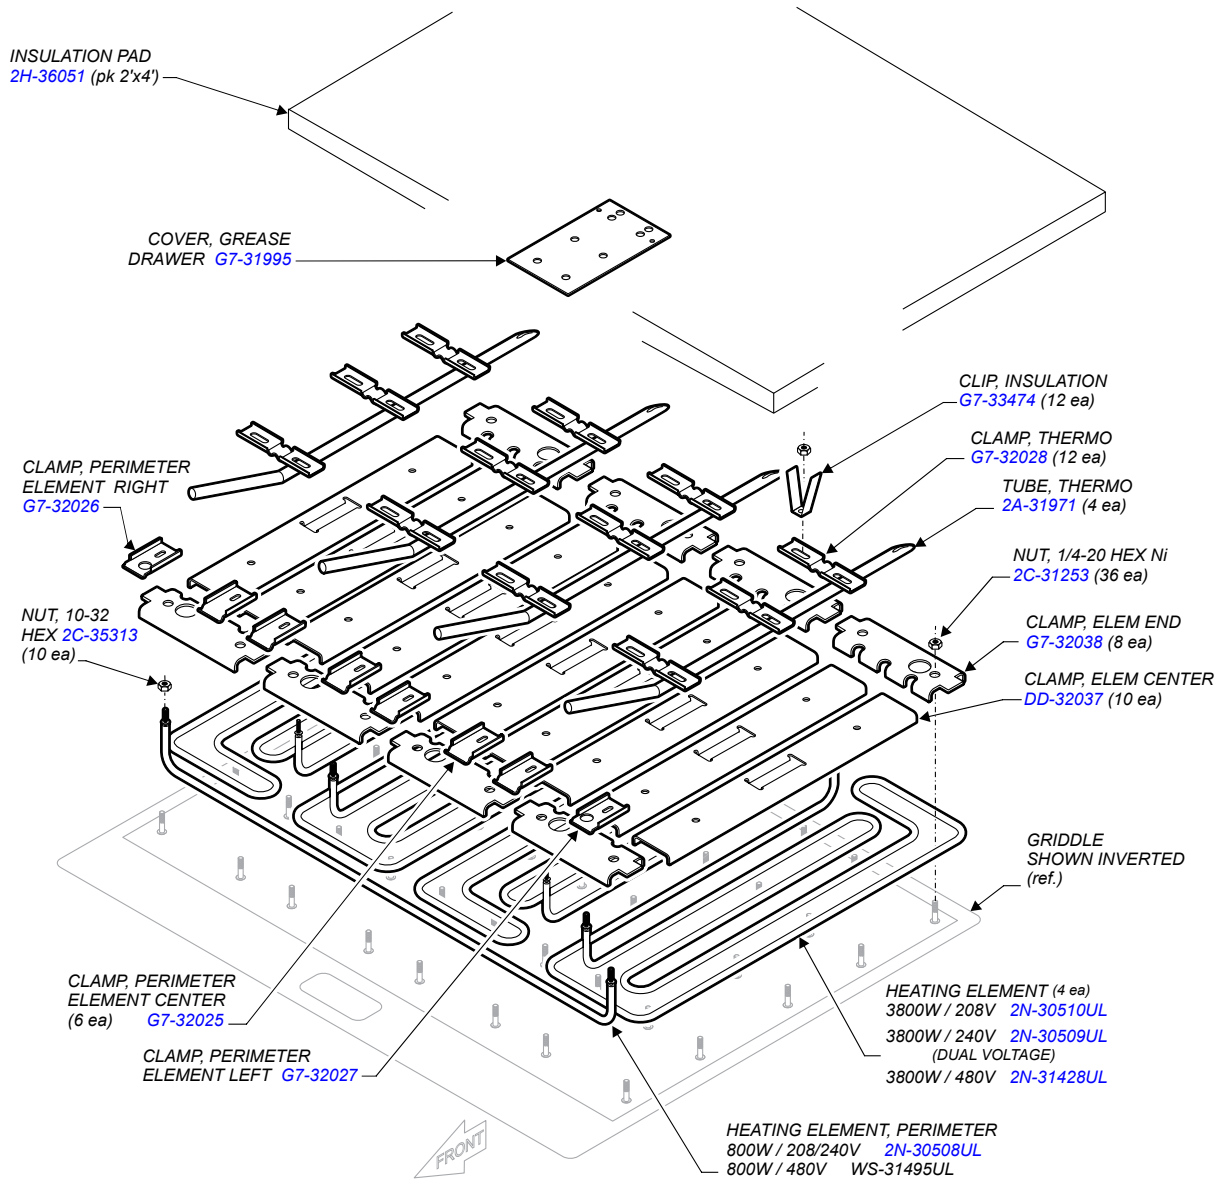 INSULATION PAD
2H-36051 (pk 2'x4')
COVER, GREASE
DRAWER G7-31995
CLIP, INSULATION
G7-33474 (12 ea)
CLAMP, THERMO
G7-32028 (12 ea)
TUBE, THERMO
2A-31971 (4 ea)
NUT, 1/4-20 HEX Ni
2C-31253 (36 ea)
CLAMP, ELEM END
G7-32038 (8 ea)
CLAMP, ELEM CENTER
DD-32037 (10 ea)
CLAMP, PERIMETER
ELEMENT RIGHT
G7-32026
NUT, 10-32
HEX 2C-35313
(10 ea)
GRIDDLE
SHOWN INVERTED
(ref.)
CLAMP, PERIMETER
ELEMENT CENTER
(6 ea) G7-32025
CLAMP, PERIMETER
ELEMENT LEFT G7-32027
HEATING ELEMENT (4 ea)
3800W / 208V 2N-30510UL
3800W / 240V 2N-30509UL
(DUAL VOLTAGE)
3800W / 480V 2N-31428UL
HEATING ELEMENT, PERIMETER
800W / 208/240V 2N-30508UL
800W / 480V WS-31495UL
FRONT